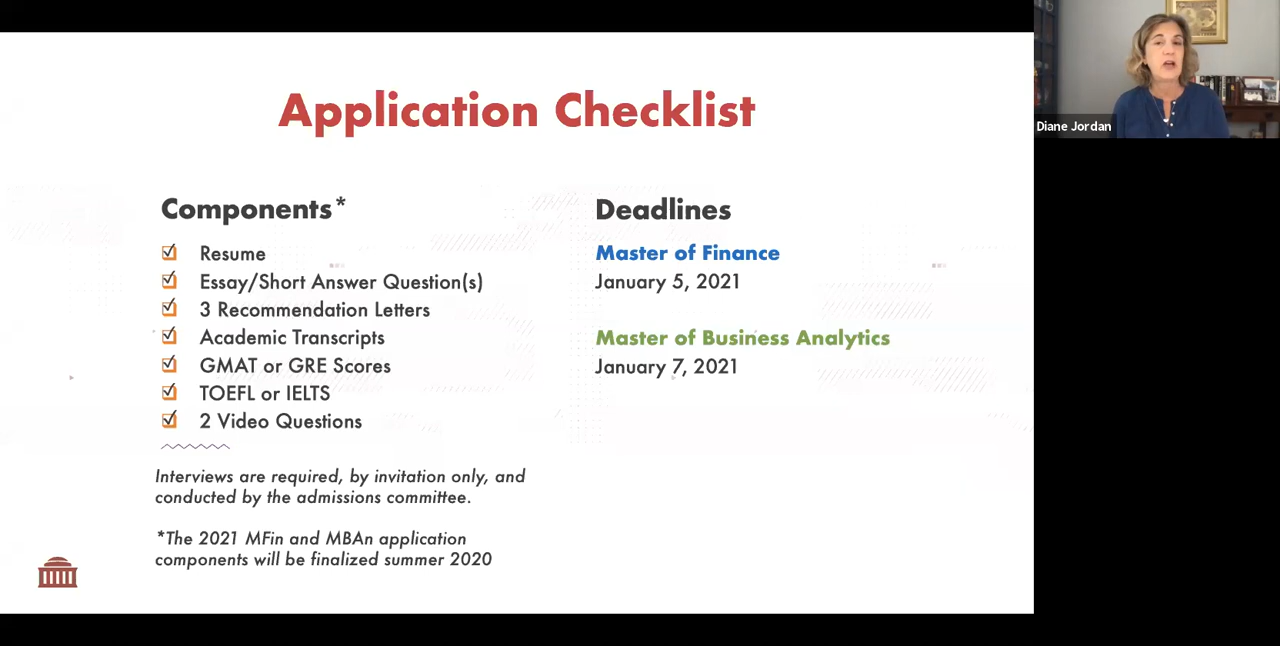 Application Checklist
Components*
Resume
Essay/Short Answer Question(s)
3 Recommendation Letters
Academic Transcripts
GMAT or GRE Scores
TOEFL or IELTS
2 Video Questions
Interviews are required, by invitation only, and
conducted by the admissions committee.
*The 2021 MFin and MBAn application
components will be finalized summer 2020
Deadlines
Master of Finance
January 5, 2021
Master of Business Analytics
January 7, 2021
Diane Jordan